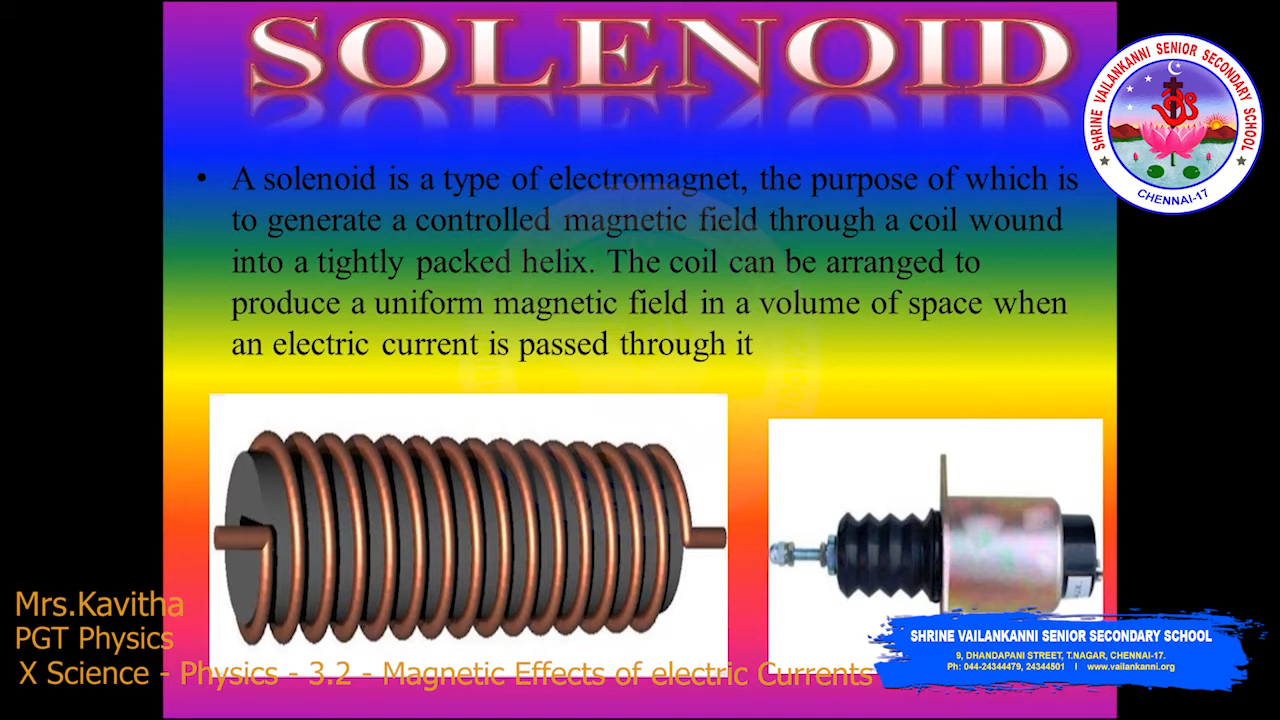 SOLENOID
SHRINE VAILANKANNI SENIOR SECONDARY SCHOOL
CHENNAI-17
• A solenoid is a type of electromagnet, the purpose of which is
to generate a controlled magnetic field through a coil wound
into a tightly packed helix. The coil can be arranged to
produce a uniform magnetic field in a volume of space when
an electric current is passed through it
Mrs.Kavitha
PGT Physics
X Science - Physics - 3.2 - Magnetic Effects of electric Currents
SHRINE VAILANKANNI SENIOR SECONDARY SCHOOL
9, DHANDAPANI STREET, T.NAGAR, CHENNAI-17.
Ph: 044-24344479, 24344501 I www.vailankanni.org